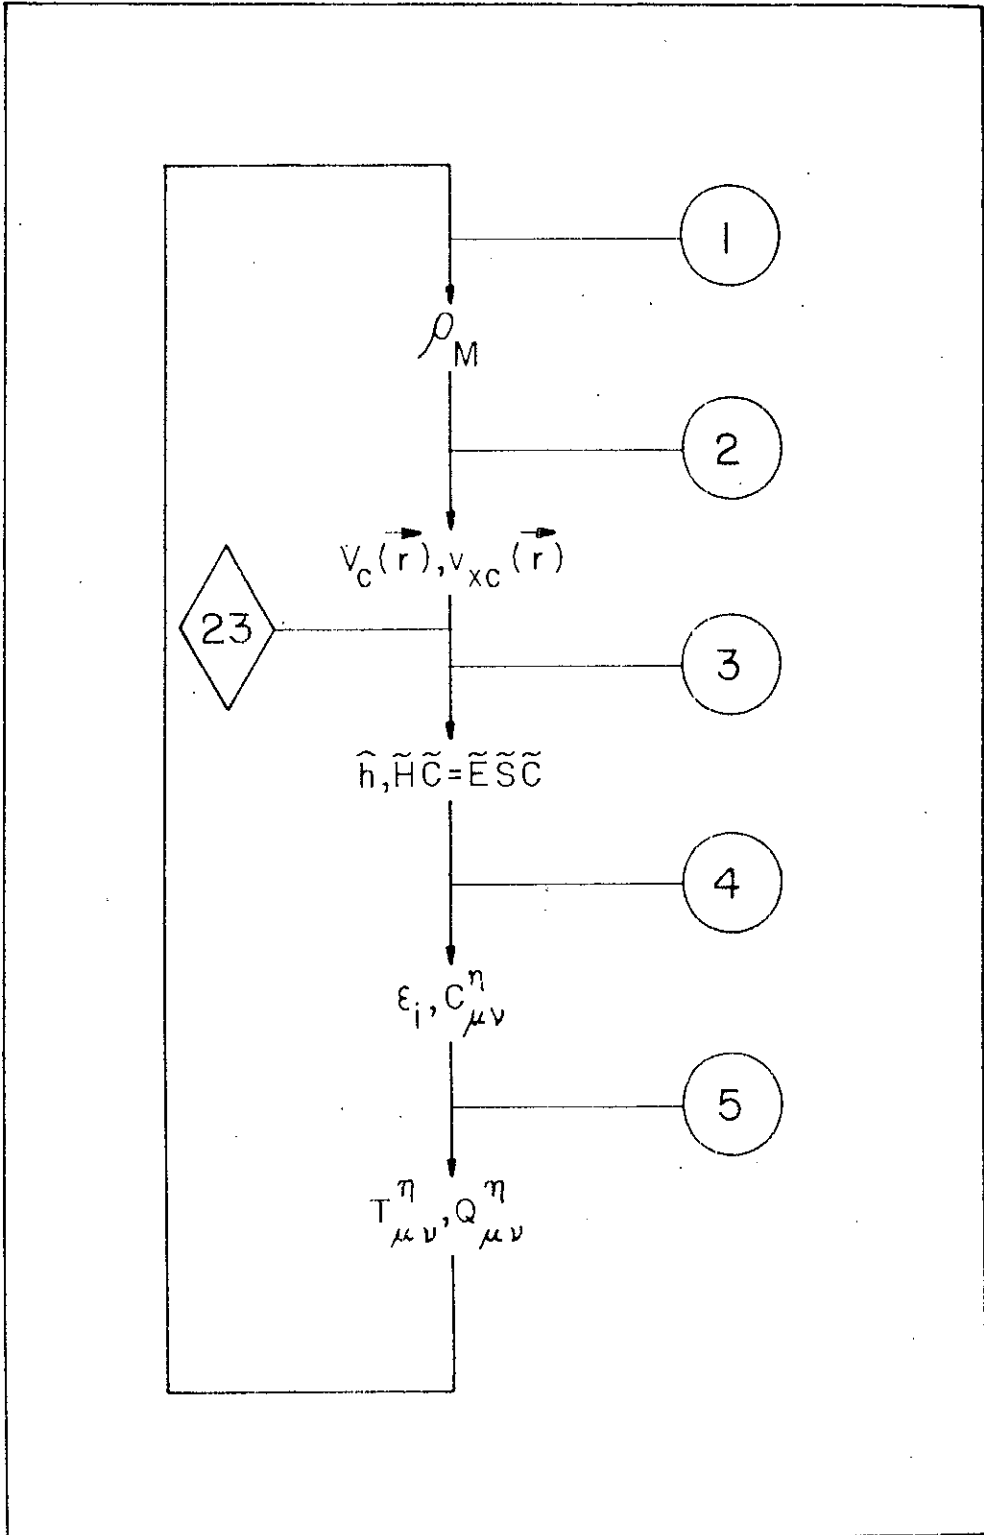 1
ρ_M
2
V_c(r⃗), v_xc(r⃗)
23
3
ĥ, H̃C̃=ẼS̃C̃
4
ε_i, C^η_μν
5
T^η_μν, Q^η_μν